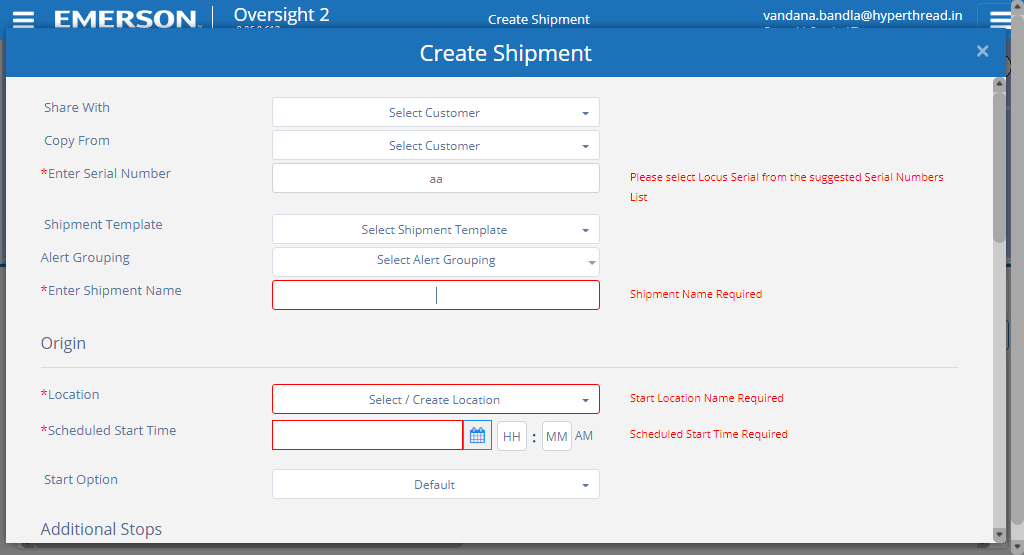 EMERSON
Oversight 2
Create Shipment
vandana.bandla@hyperthread.in
Create Shipment
×
Share With
Select Customer
Copy From
Select Customer
*Enter Serial Number
aa
Please select Locus Serial from the suggested Serial Numbers
List
Shipment Template
Select Shipment Template
Alert Grouping
Select Alert Grouping
*Enter Shipment Name
Shipment Name Required
Origin
*Location
Select / Create Location
Start Location Name Required
*Scheduled Start Time
HH : MM AM
Scheduled Start Time Required
Start Option
Default
Additional Stops